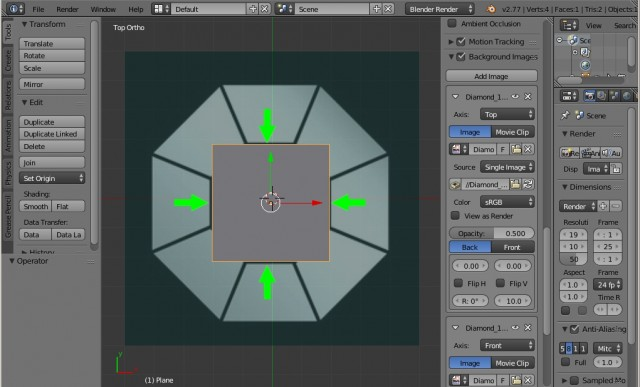 File Render Window Help Default Scene Blender Render v2.77 | Verts:4 | Faces:1 | Tris:2 | Objects:1
Tools
Create
Relations
Animation
Physics
Grease Pencil
Transform
Translate
Rotate
Scale
Mirror
Edit
Duplicate
Duplicate Linked
Delete
Join
Set Origin
Shading:
Smooth Flat
Data Transfer:
Data Data La
History
Operator
Top Ortho
(1) Plane
Ambient Occlusion
Motion Tracking
Background Images
Add Image
Diamond_1...
Axis: Top
Image Movie Clip
Diamo F
Source Single Image
//Diamond_...
Color sRGB
View as Render
Opacity: 0.500
Back Front
0.00 0.00
Flip H Flip V
R: 0° 10.0
Diamond_1...
Axis: Front
Image Movie Clip
Diamo F
View
Sce
Scene
Render
Re An Au
Disp Ima
Dimensions
Render
Resoluti Frame
19 : 1
10 : 25
50 : 1
Aspect Frame
1.0 24 fp
1.0 Time R
Anti-Aliasing
5 8 1 1 Mitc
Full 1.0
Sampled Mo